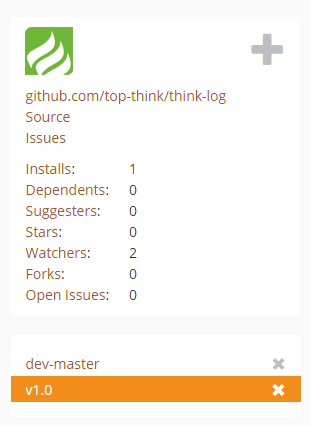 github.com/top-think/think-log
Source
Issues
Installs: 1
Dependents: 0
Suggesters: 0
Stars: 0
Watchers: 2
Forks: 0
Open Issues: 0
dev-master
v1.0